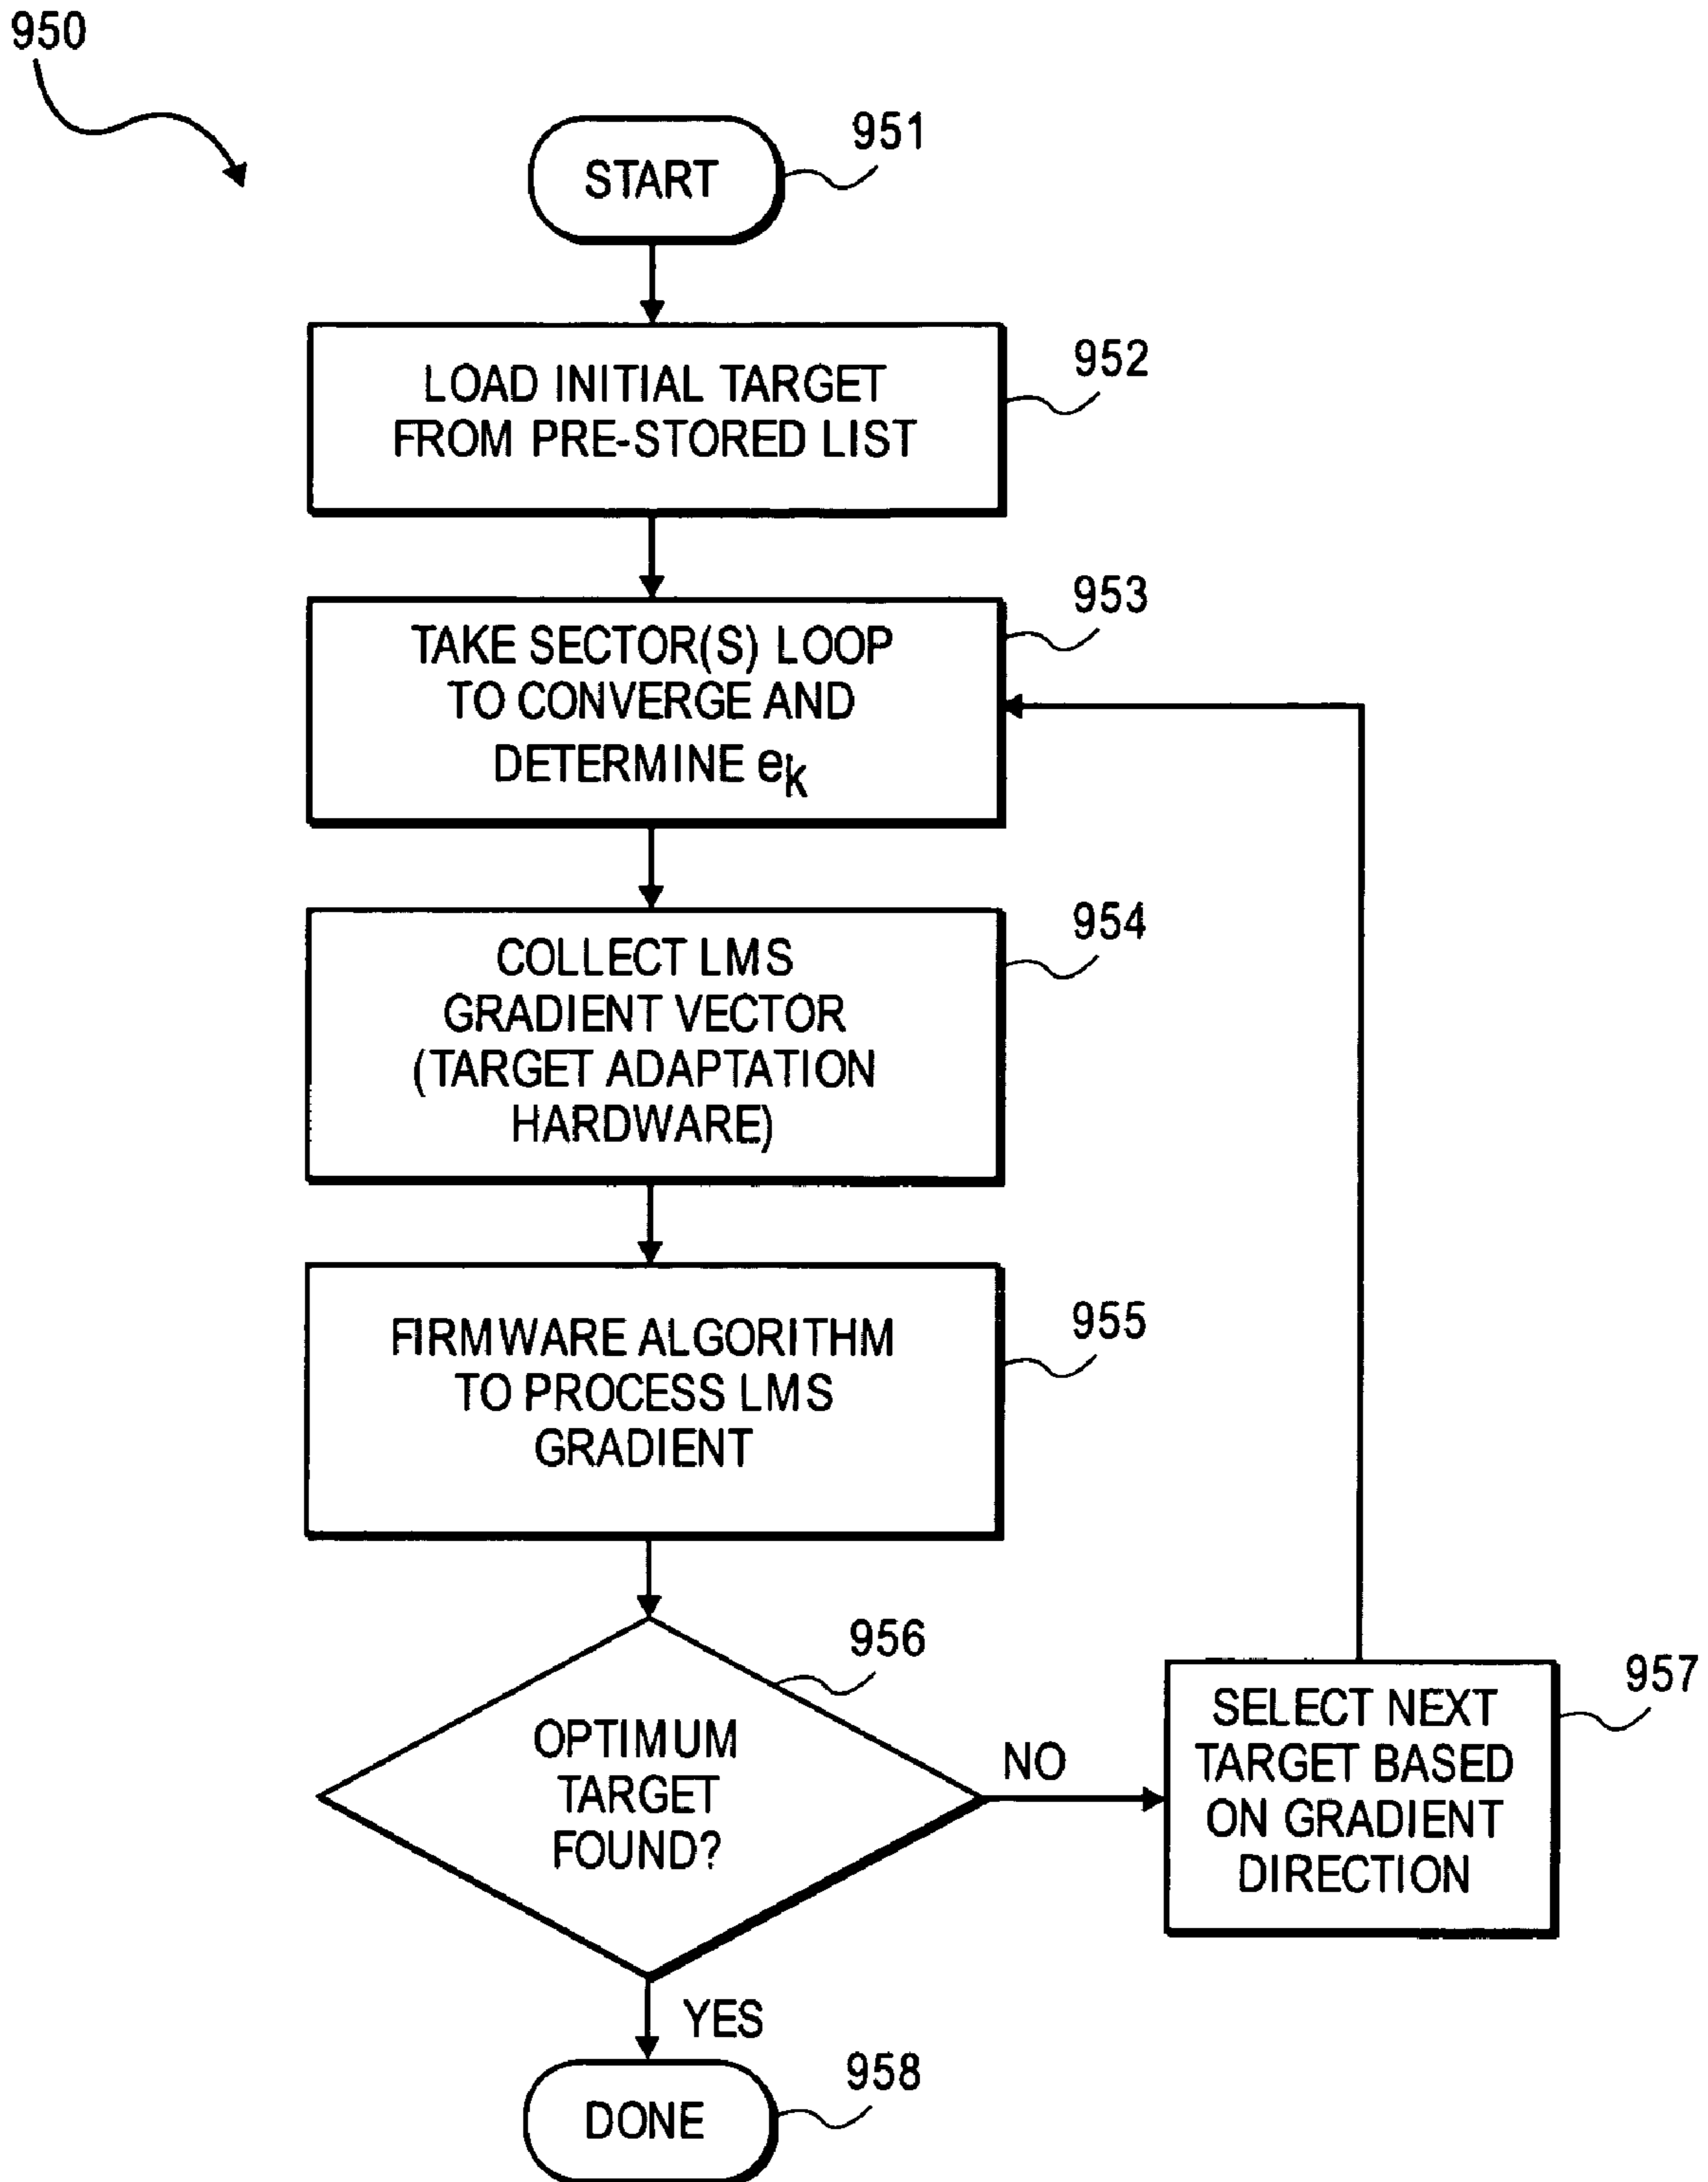 950
START
951
LOAD INITIAL TARGET
FROM PRE-STORED LIST
952
TAKE SECTOR(S) LOOP
TO CONVERGE AND
DETERMINE ek
953
COLLECT LMS
GRADIENT VECTOR
(TARGET ADAPTATION
HARDWARE)
954
FIRMWARE ALGORITHM
TO PROCESS LMS
GRADIENT
955
OPTIMUM
TARGET
FOUND?
956
NO
SELECT NEXT
TARGET BASED
ON GRADIENT
DIRECTION
957
YES
DONE
958